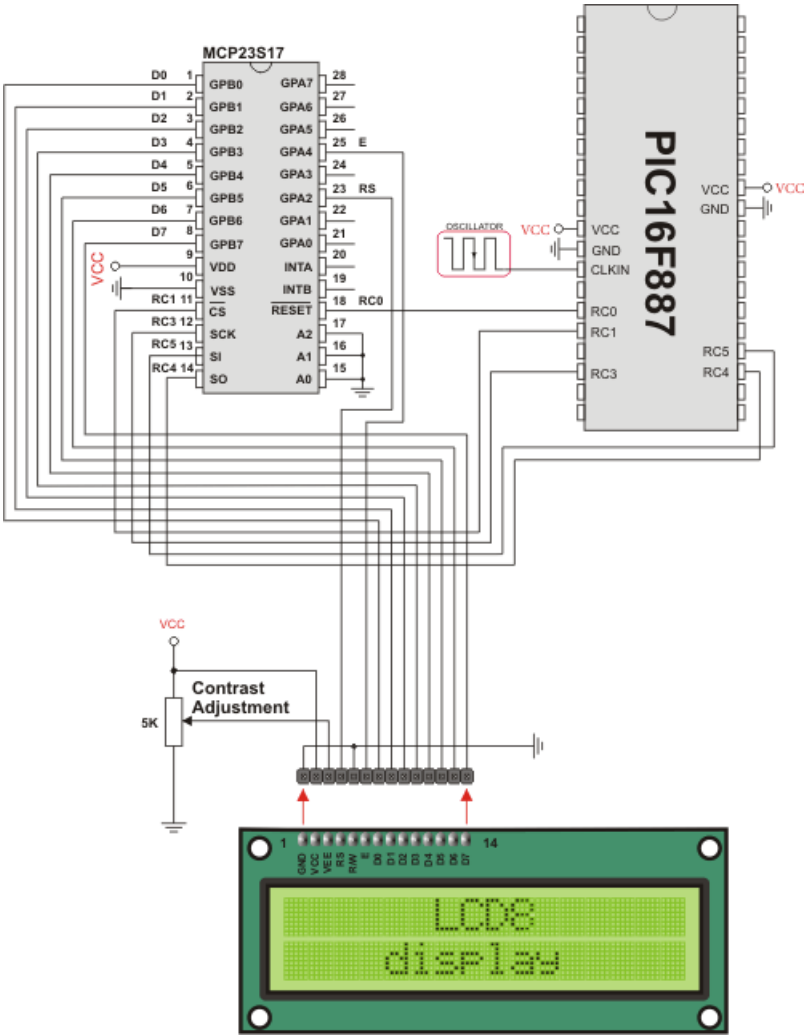 MCP23S17
D0 1 GPB0 GPA7 28
D1 2 GPB1 GPA6 27
D2 3 GPB2 GPA5 26
D3 4 GPB3 GPA4 25 E
D4 5 GPB4 GPA3 24
D5 6 GPB5 GPA2 23 RS
D6 7 GPB6 GPA1 22
D7 8 GPB7 GPA0 21
VCC 9 VDD INTA 20
10 VSS INTB 19
RC1 11 CS RESET 18 RC0
RC3 12 SCK A2 17
RC5 13 SI A1 16
RC4 14 SO A0 15
PIC16F887
VCC VCC
GND
OSCILLATOR
VCC VCC
GND
CLKIN
RC0
RC1
RC3
RC5
RC4
VCC
Contrast
Adjustment
5K
1 14
GND VCC VEE RS R/W E D0 D1 D2 D3 D4 D5 D6 D7
LCD8
display